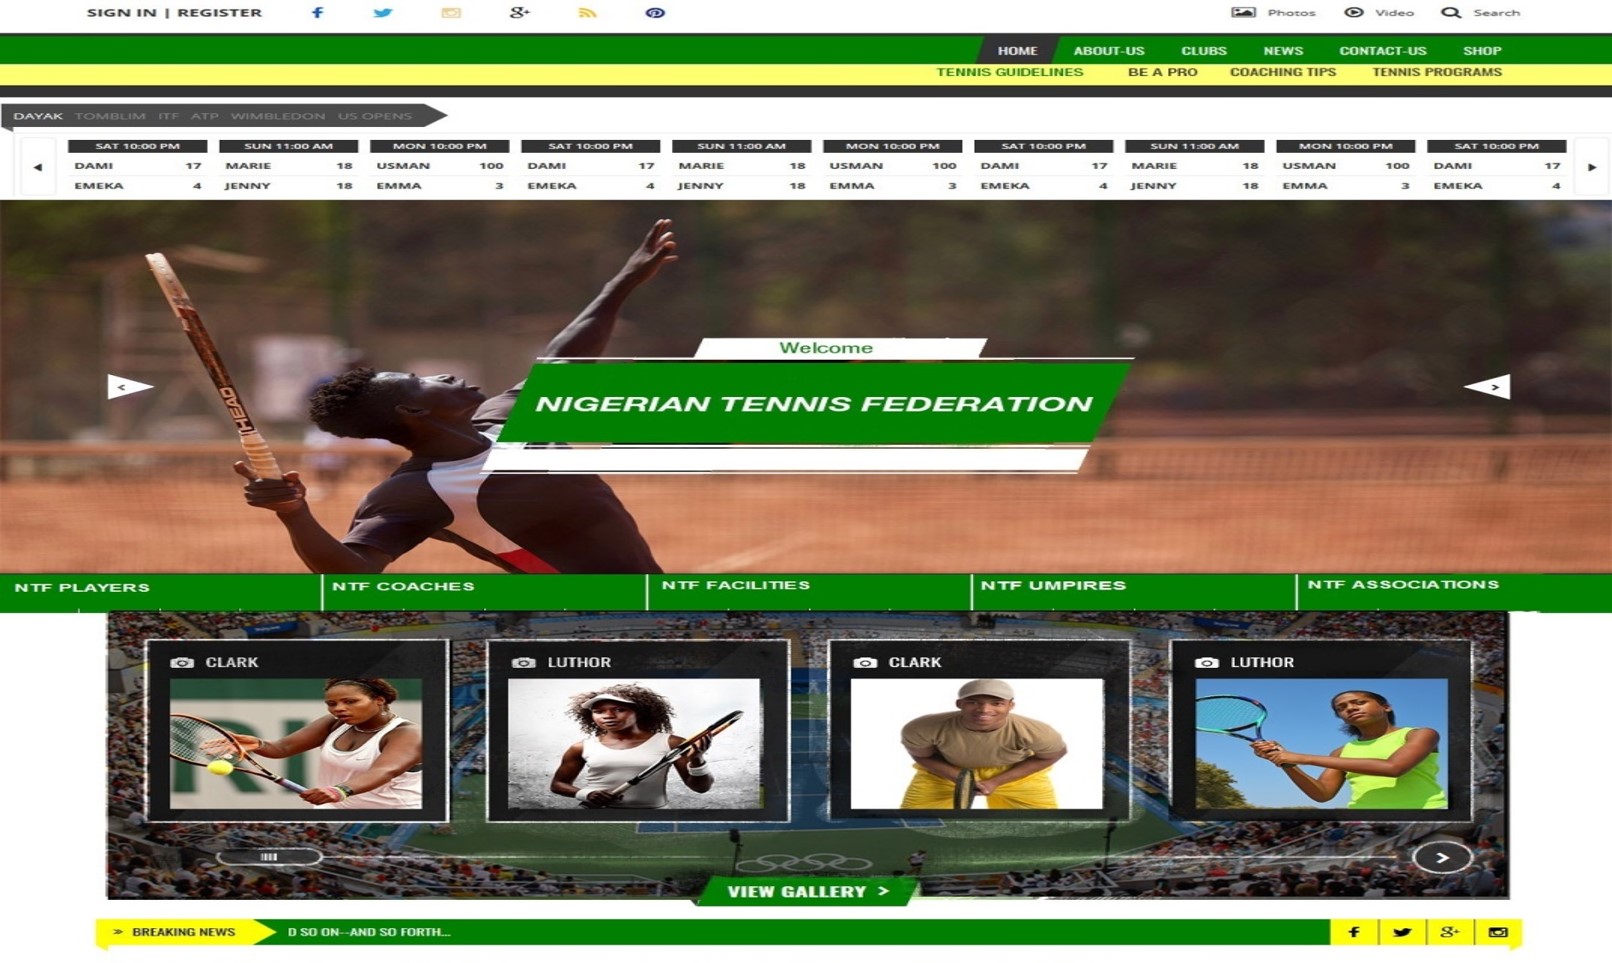 SIGN IN | REGISTER
Photos Video Search
HOME ABOUT-US CLUBS NEWS CONTACT-US SHOP
TENNIS GUIDELINES BE A PRO COACHING TIPS TENNIS PROGRAMS
DAYAK TOMBLIM ITF ATP WIMBLEDON US OPENS
SAT 10:00 PM SUN 11:00 AM MON 10:00 PM SAT 10:00 PM SUN 11:00 AM MON 10:00 PM SAT 10:00 PM SUN 11:00 AM MON 10:00 PM SAT 10:00 PM
DAMI 17 MARIE 18 USMAN 100 DAMI 17 MARIE 18 USMAN 100 DAMI 17 MARIE 18 USMAN 100 DAMI 17
EMEKA 4 JENNY 18 EMMA 3 EMEKA 4 JENNY 18 EMMA 3 EMEKA 4 JENNY 18 EMMA 3 EMEKA 4
Welcome
NIGERIAN TENNIS FEDERATION
HEAD
NTF PLAYERS NTF COACHES NTF FACILITIES NTF UMPIRES NTF ASSOCIATIONS
CLARK LUTHOR CLARK LUTHOR
VIEW GALLERY >
» BREAKING NEWS D SO ON--AND SO FORTH...